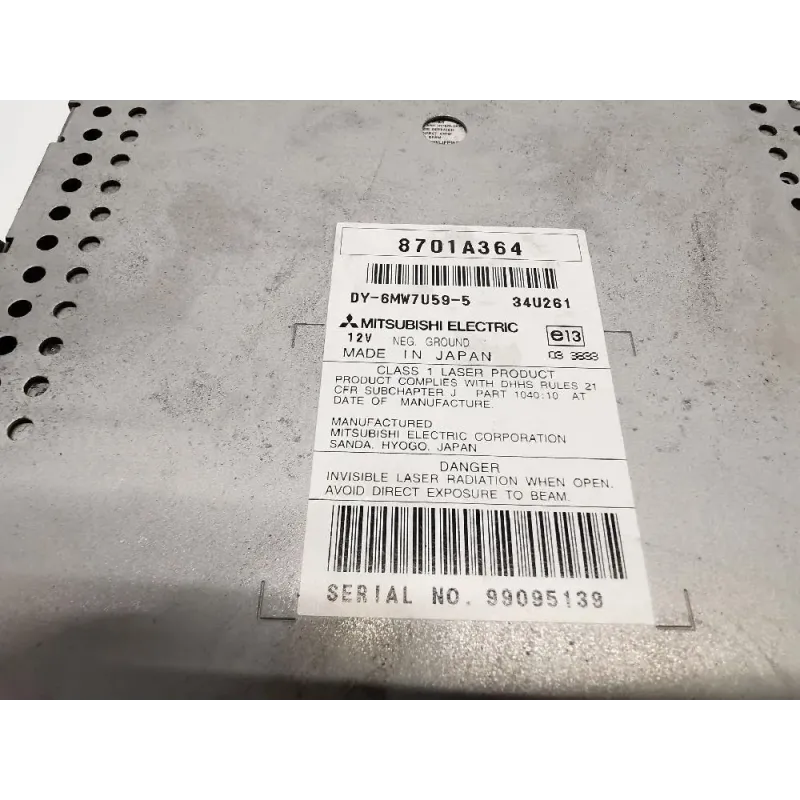 8701A364
DY-6MW7U59-5 34U261
MITSUBISHI ELECTRIC e13
12V NEG. GROUND
MADE IN JAPAN 03 3833
CLASS 1 LASER PRODUCT
PRODUCT COMPLIES WITH DHHS RULES 21
CFR SUBCHAPTER J PART 1040:10 AT
DATE OF MANUFACTURE.
MANUFACTURED
MITSUBISHI ELECTRIC CORPORATION
SANDA, HYOGO, JAPAN
DANGER
INVISIBLE LASER RADIATION WHEN OPEN.
AVOID DIRECT EXPOSURE TO BEAM.
SERIAL NO. 99095139